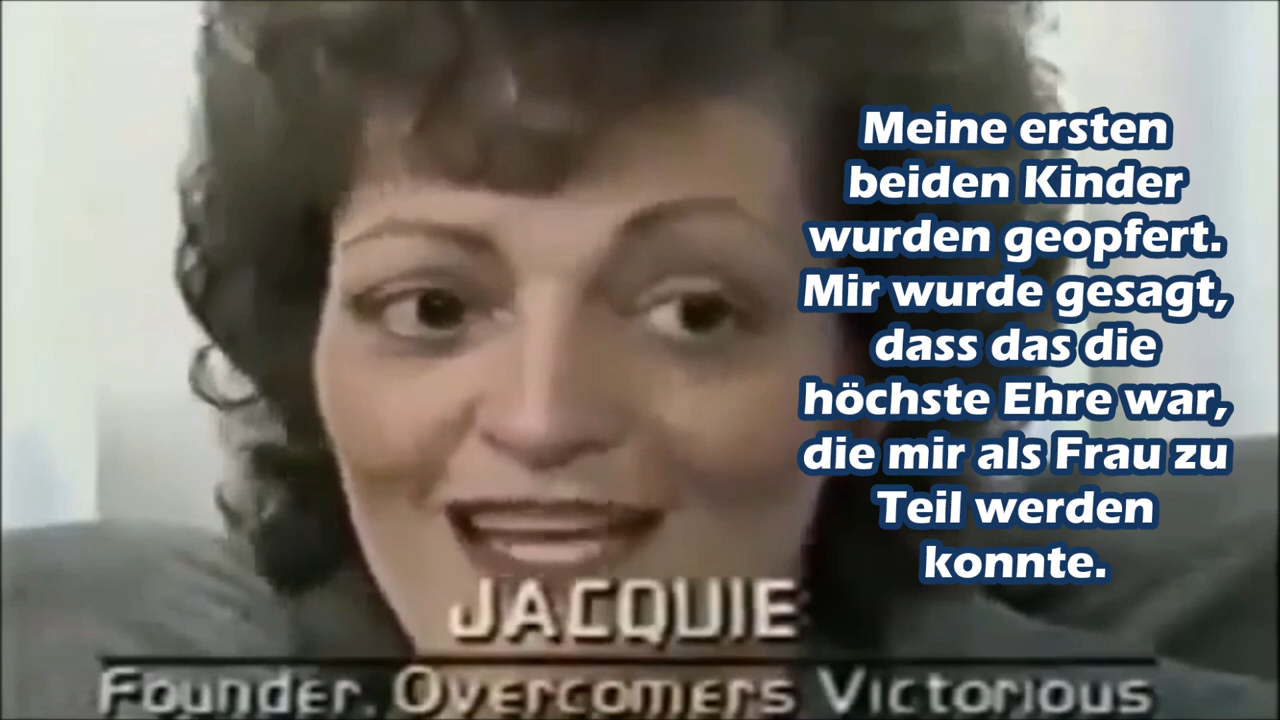 Meine ersten
beiden Kinder
wurden geopfert.
Mir wurde gesagt,
dass das die
höchste Ehre war,
die mir als Frau zu
Teil werden
konnte.
JACQUIE
Founder, Overcomers Victorious